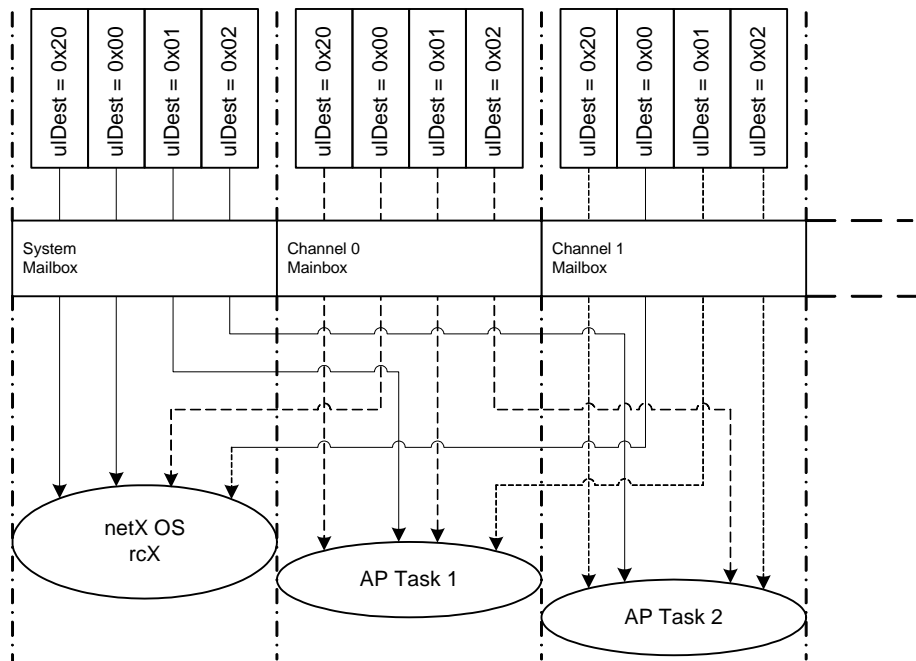 ulDest = 0x20
ulDest = 0x00
ulDest = 0x01
ulDest = 0x02
ulDest = 0x20
ulDest = 0x00
ulDest = 0x01
ulDest = 0x02
ulDest = 0x20
ulDest = 0x00
ulDest = 0x01
ulDest = 0x02
System
Mailbox
Channel 0
Mainbox
Channel 1
Mailbox
netX OS
rcX
AP Task 1
AP Task 2